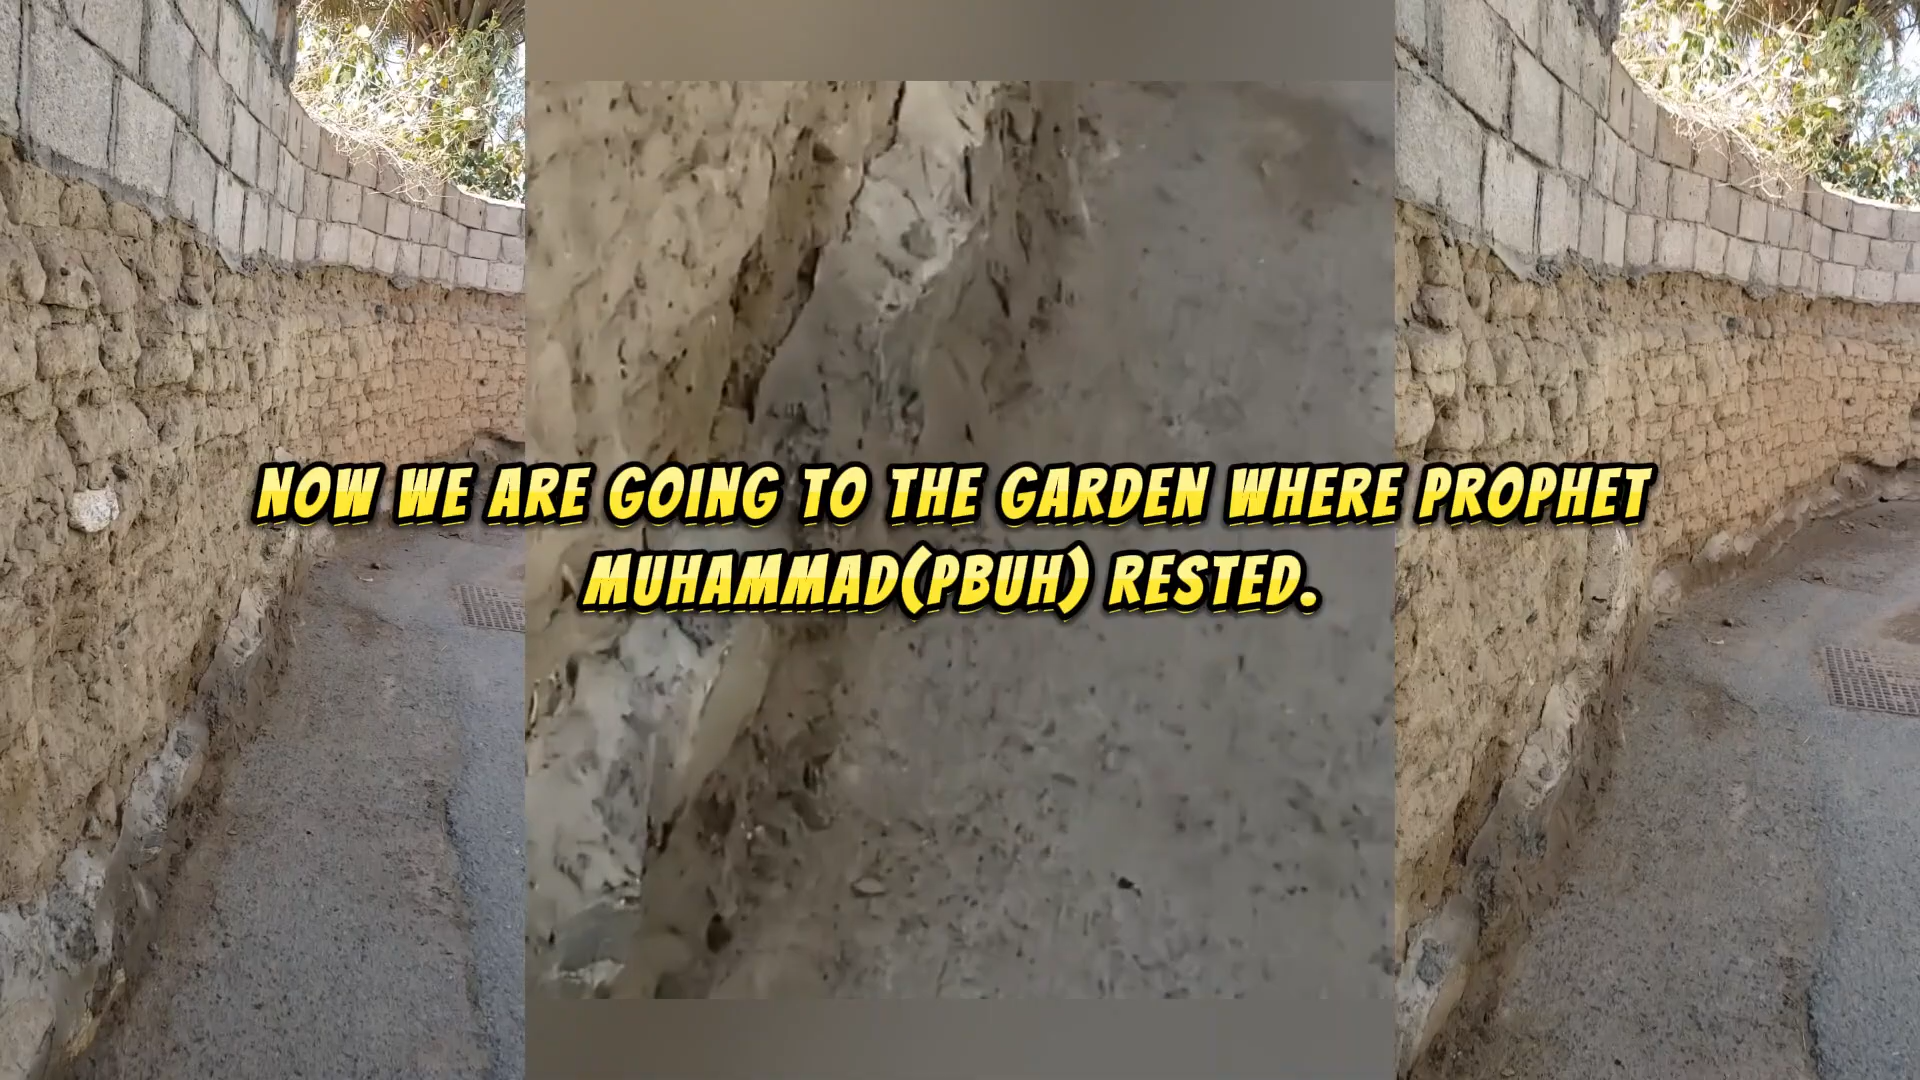 NOW WE ARE GOING TO THE GARDEN WHERE PROPHET
MUHAMMAD(PBUH) RESTED.